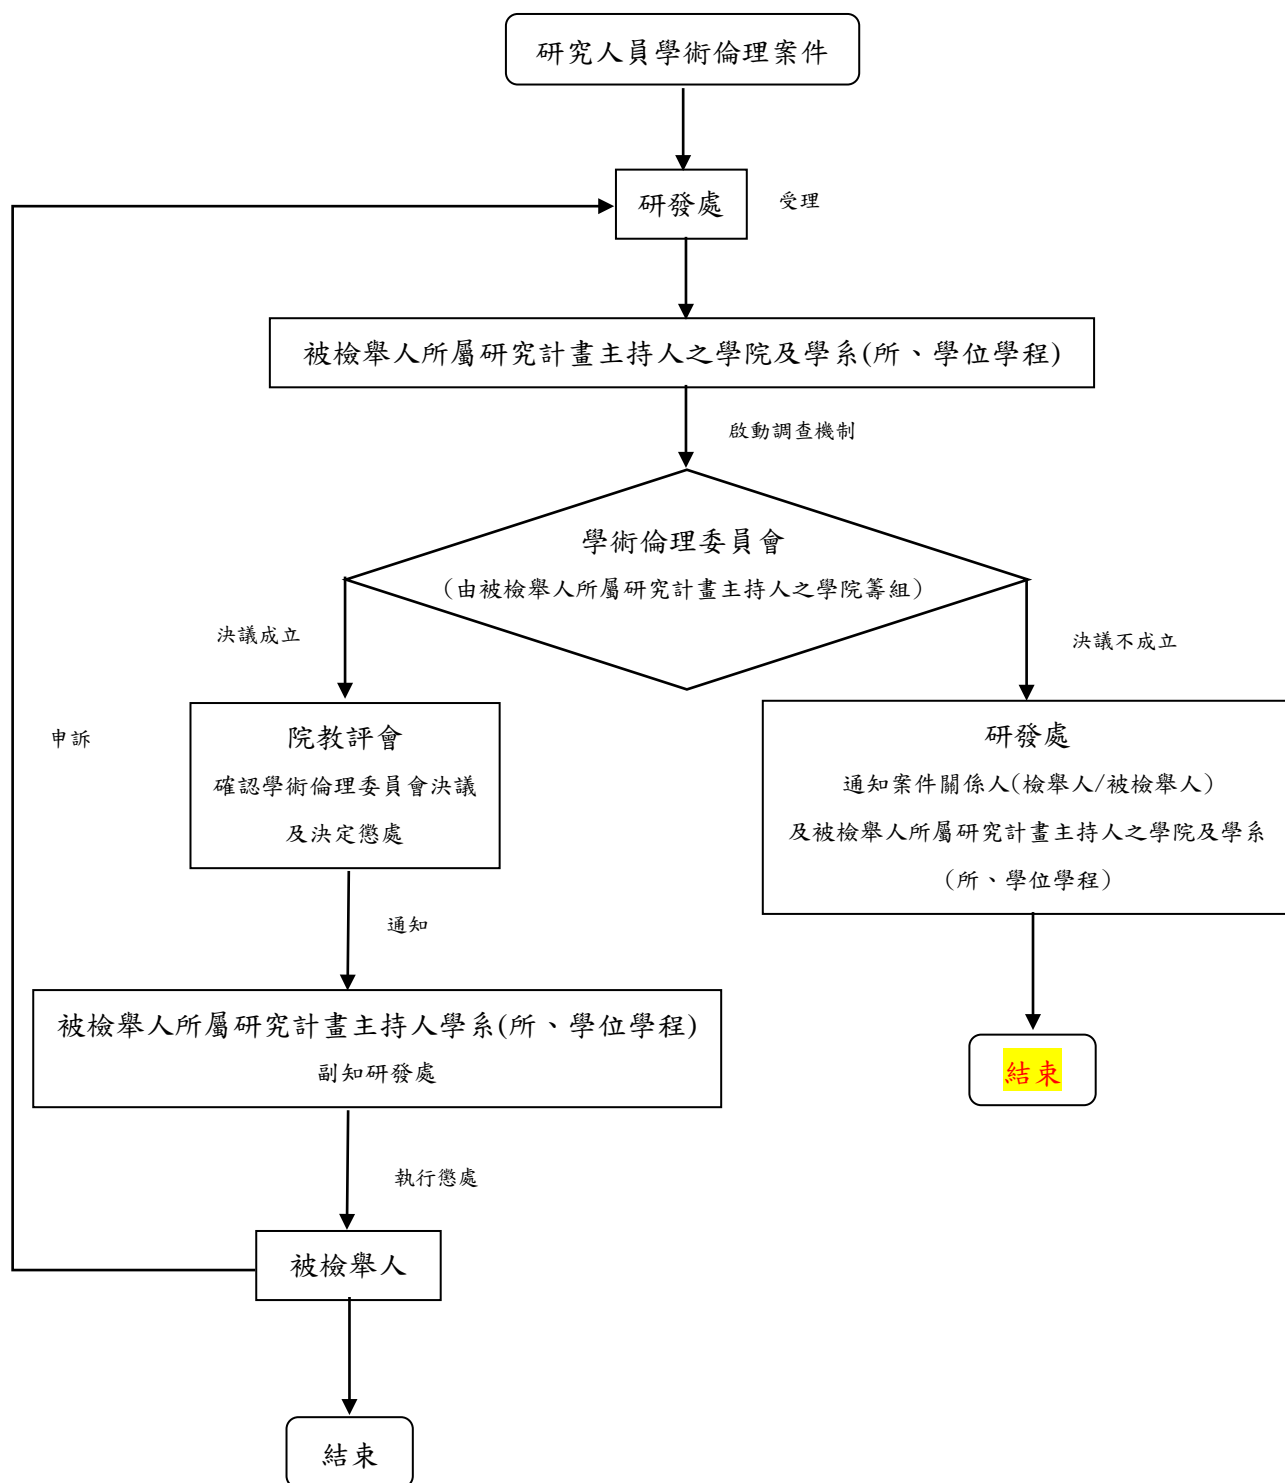 研究人員學術倫理案件
研發處
受理
被檢舉人所屬研究計畫主持人之學院及學系(所、學位學程)
啟動調查機制
學術倫理委員會
(由被檢舉人所屬研究計畫主持人之學院籌組)
決議成立
決議不成立
院教評會
確認學術倫理委員會決議
及決定懲處
研發處
通知案件關係人(檢舉人/被檢舉人)
及被檢舉人所屬研究計畫主持人之學院及學系
(所、學位學程)
申訴
通知
被檢舉人所屬研究計畫主持人學系(所、學位學程)
副知研發處
結束
執行懲處
被檢舉人
結束